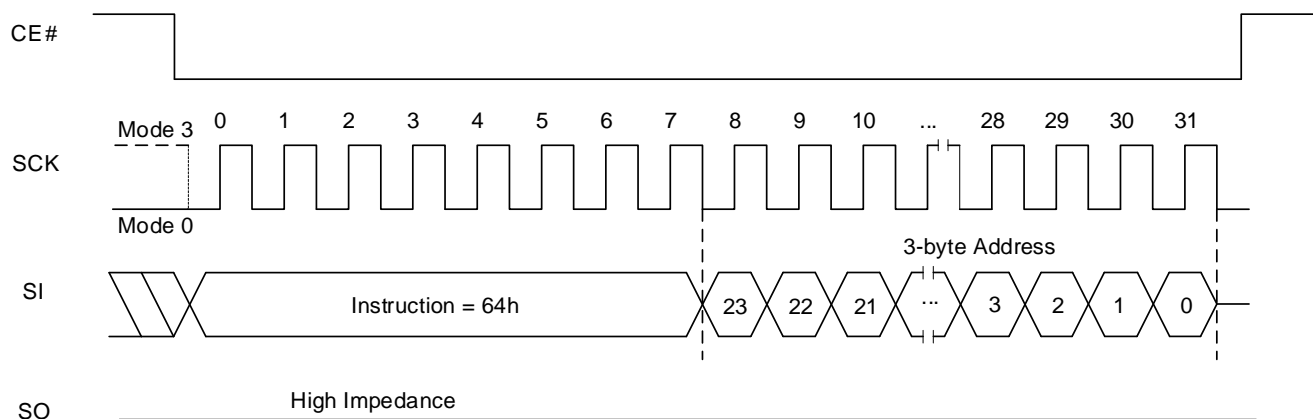 CE#
Mode 3
0 1 2 3 4 5 6 7 8 9 10 ... 28 29 30 31
SCK
Mode 0
3-byte Address
SI
Instruction = 64h
23 22 21 ... 3 2 1 0
High Impedance
SO